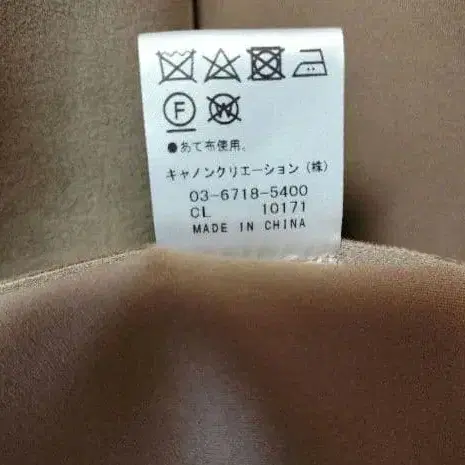 F W
●あて布使用。
キャノンクリエーション(株)
03-6718-5400
CL 10171
MADE IN CHINA